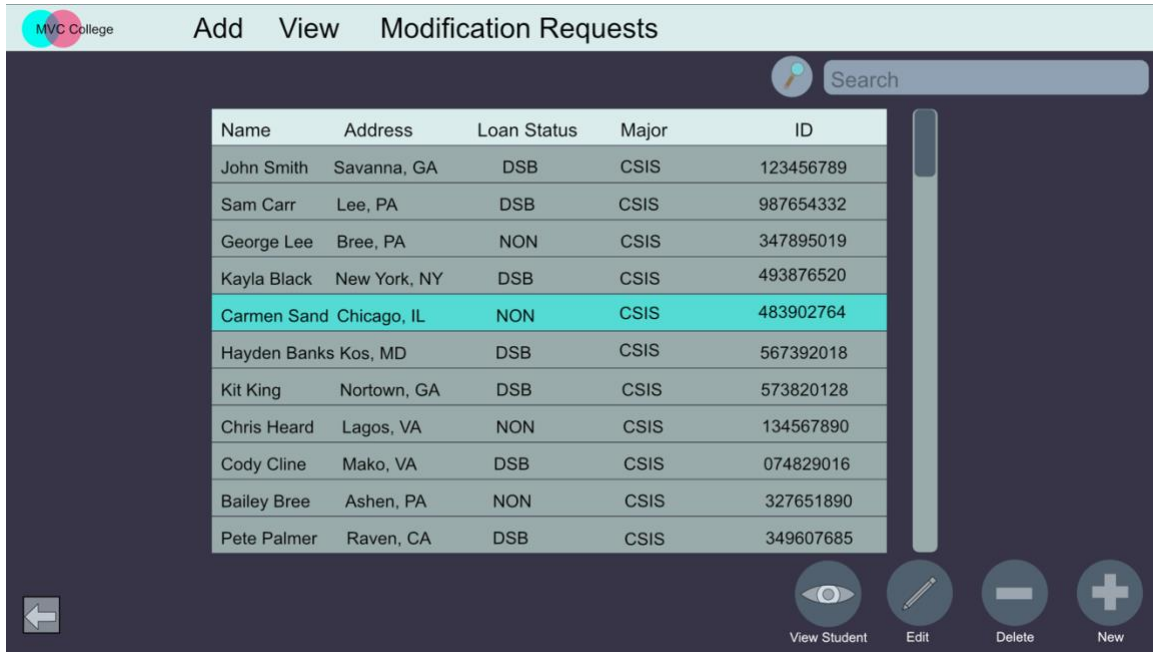 MVC College Add View Modification Requests
Search
Name Address Loan Status Major ID
John Smith Savanna, GA DSB CSIS 123456789
Sam Carr Lee, PA DSB CSIS 987654332
George Lee Bree, PA NON CSIS 347895019
Kayla Black New York, NY DSB CSIS 493876520
Carmen Sand Chicago, IL NON CSIS 483902764
Hayden Banks Kos, MD DSB CSIS 567392018
Kit King Nortown, GA DSB CSIS 573820128
Chris Heard Lagos, VA NON CSIS 134567890
Cody Cline Mako, VA DSB CSIS 074829016
Bailey Bree Ashen, PA NON CSIS 327651890
Pete Palmer Raven, CA DSB CSIS 349607685
View Student Edit Delete New